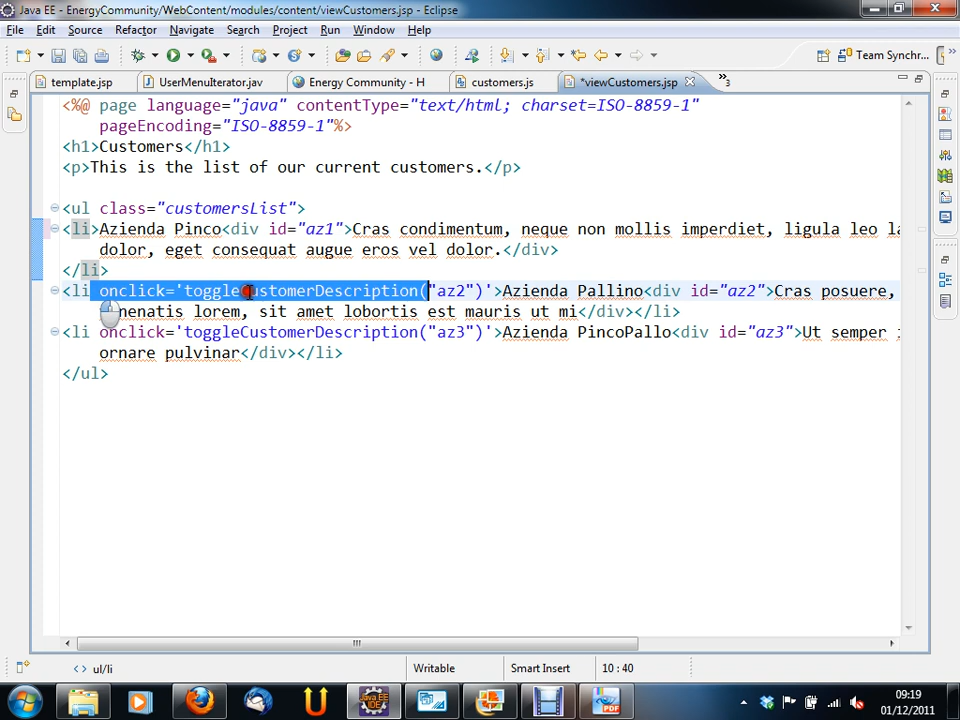 Java EE - EnergyCommunity/WebContent/modules/content/viewCustomers.jsp - Eclipse
File Edit Source Refactor Navigate Search Project Run Window Help
Team Synchr...
template.jsp UserMenuIterator.jav Energy Community - H customers.js *viewCustomers.jsp »3
<%@ page language="java" contentType="text/html; charset=ISO-8859-1"
pageEncoding="ISO-8859-1"%>
<h1>Customers</h1>
<p>This is the list of our current customers.</p>
<ul class="customersList">
<li>Azienda Pinco<div id="az1">Cras condimentum, neque non mollis imperdiet, ligula leo
dolor, eget consequat augue eros vel dolor.</div>
</li>
<li onclick='toggleCustomerDescription("az2")'>Azienda Pallino<div id="az2">Cras posuere,
lorem, sit amet lobortis est mauris ut mi</div></li>
<li onclick='toggleCustomerDescription("az3")'>Azienda PincoPallo<div id="az3">Ut semper
ornare pulvinar</div></li>
</ul>
<> ul/li Writable Smart Insert 10 : 40
Java EE IDE
PDF
09:19
01/12/2011